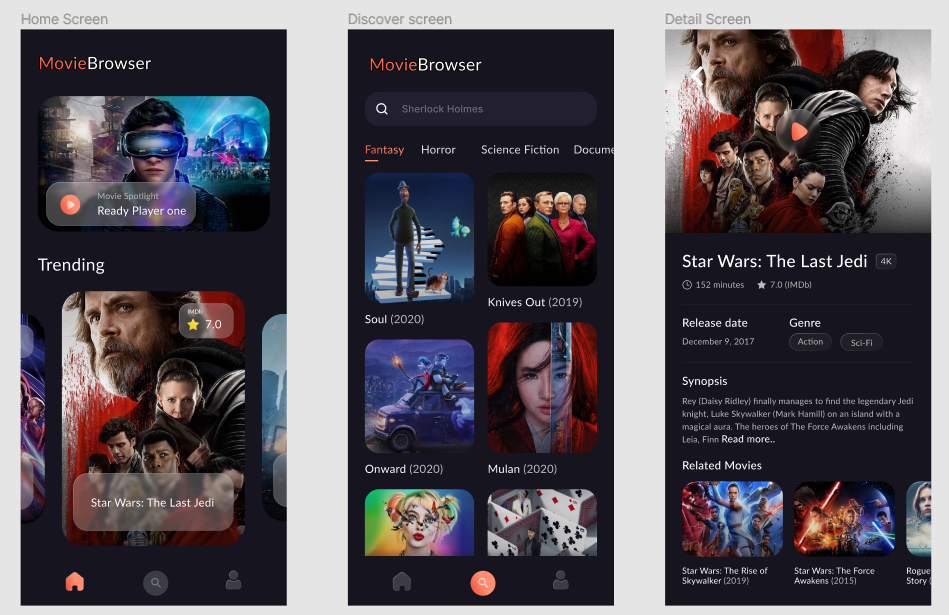 Home Screen
MovieBrowser
Movie Spotlight
Ready Player one
Trending
IMDb
7.0
Star Wars: The Last Jedi
Discover screen
MovieBrowser
Sherlock Holmes
Fantasy Horror Science Fiction Docume
Soul (2020)
Knives Out (2019)
Onward (2020)
Mulan (2020)
Detail Screen
Star Wars: The Last Jedi 4K
152 minutes 7.0 (IMDb)
Release date Genre
December 9, 2017 Action Sci-Fi
Synopsis
Rey (Daisy Ridley) finally manages to find the legendary Jedi
knight, Luke Skywalker (Mark Hamill) on an island with a
magical aura. The heroes of The Force Awakens including
Leia, Finn Read more..
Related Movies
Star Wars: The Rise of
Skywalker (2019)
Star Wars: The Force
Awakens (2015)
Rogue
Story (